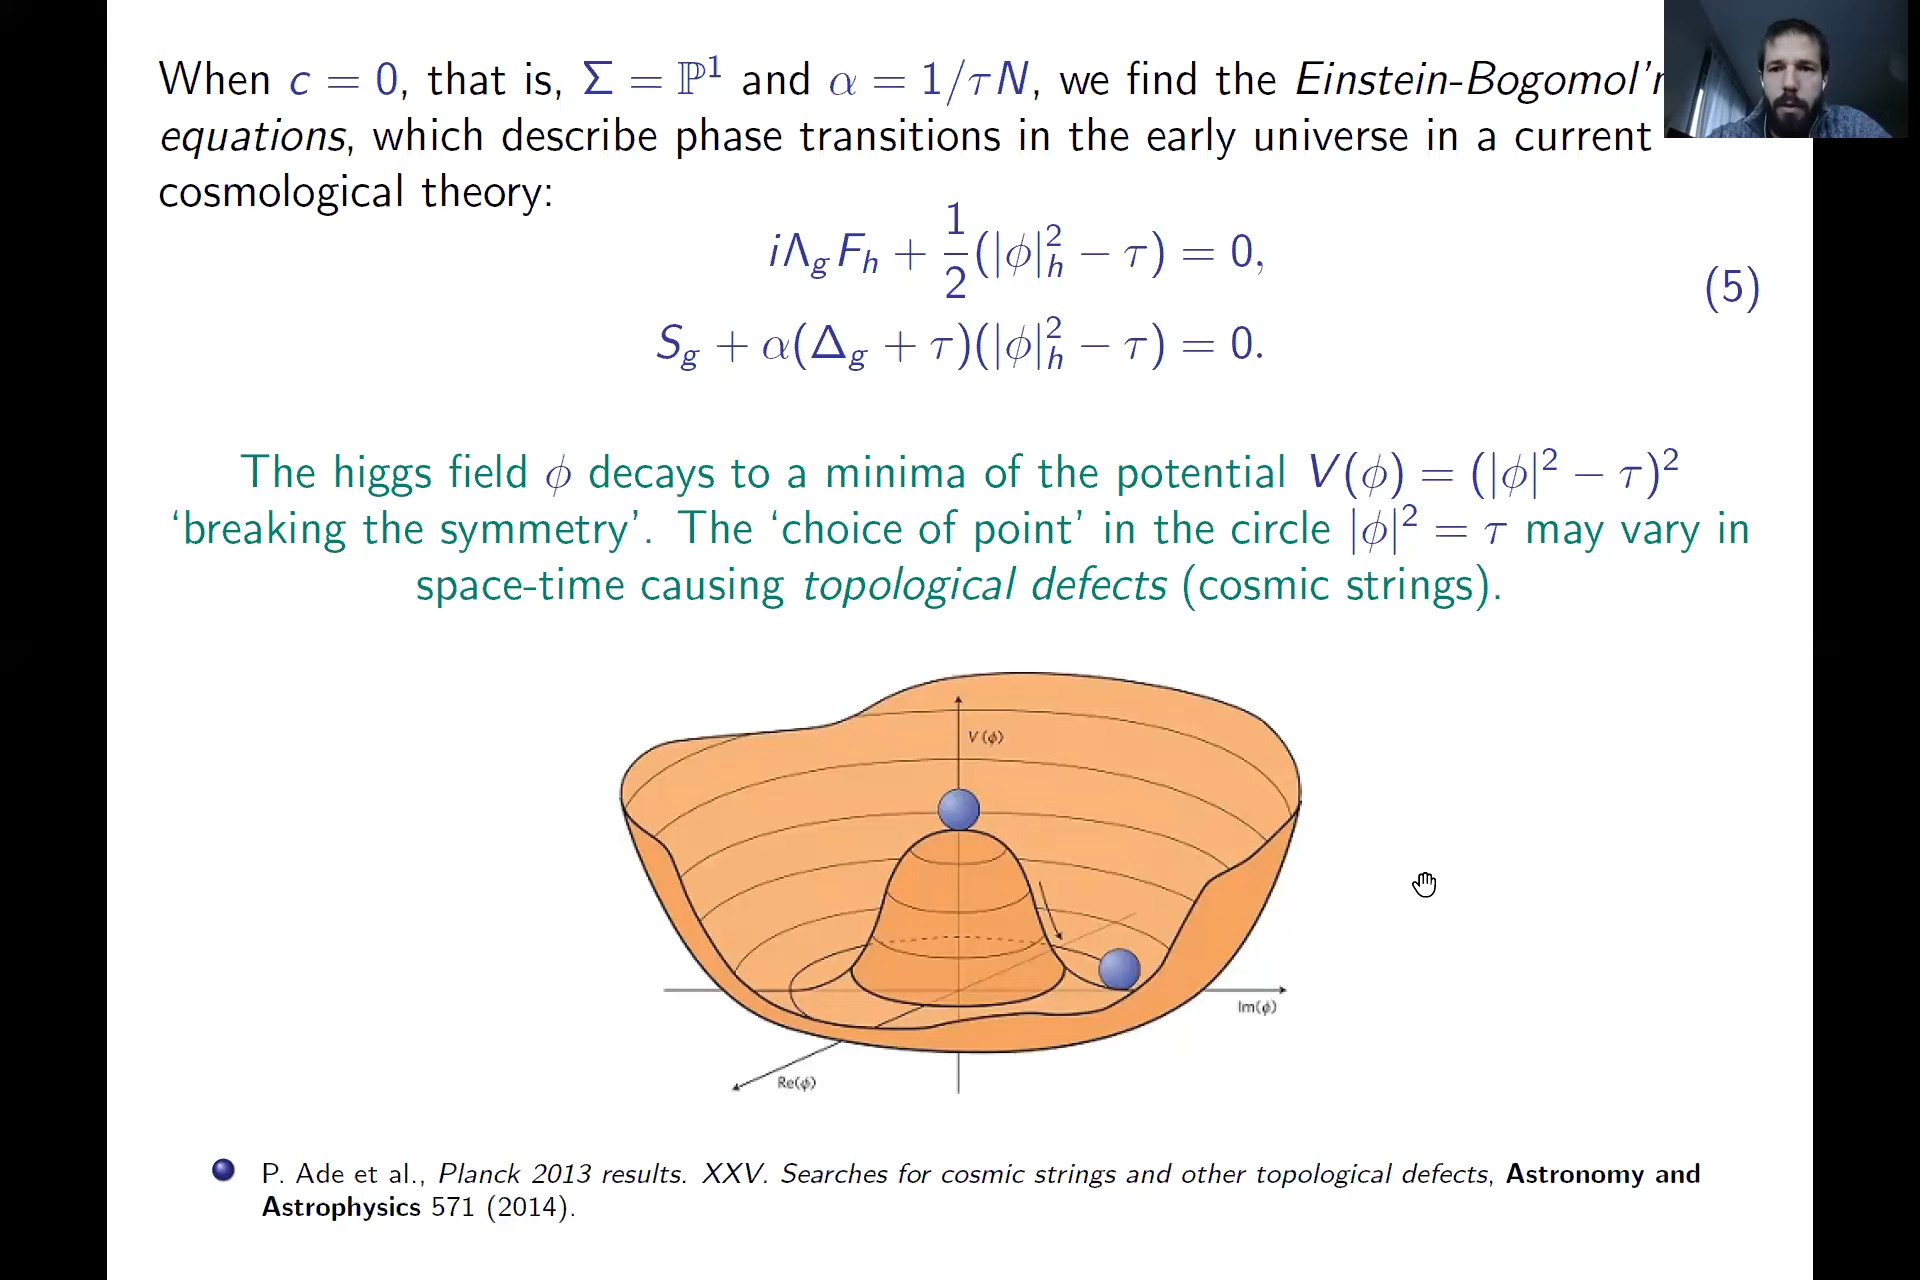 When c = 0, that is, Σ = ℙ¹ and α = 1/τN, we find the Einstein-Bogomol'
equations, which describe phase transitions in the early universe in a current
cosmological theory:
iΛ_g F_h + 1/2(|ϕ|²_h − τ) = 0,
(5)
S_g + α(Δ_g + τ)(|ϕ|²_h − τ) = 0.
The higgs field ϕ decays to a minima of the potential V(ϕ) = (|ϕ|² − τ)²
‘breaking the symmetry’. The ‘choice of point’ in the circle |ϕ|² = τ may vary in
space-time causing topological defects (cosmic strings).
V(ϕ)
Im(ϕ)
Re(ϕ)
P. Ade et al., Planck 2013 results. XXV. Searches for cosmic strings and other topological defects, Astronomy and
Astrophysics 571 (2014).